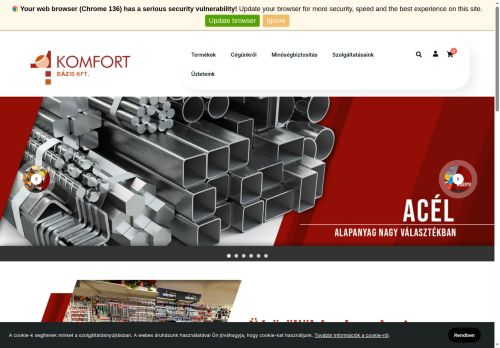 Your web browser (Chrome 136) has a serious security vulnerability! Update your browser for more security, speed and the best experience on this site.
Update browser Ignore
KOMFORT
BÁZIS KFT.
Termékek Cégünkről Minőségbiztosítás Szolgáltatásaink
Üzleteink
0
ACÉL
ALAPANYAG NAGY VÁLASZTÉKBAN
A cookie-k segítenek minket a szolgáltatásnyújtásban. A webes áruházunk használatával Ön jóváhagyja, hogy cookie-kat használjunk. További információk a cookie-ról.
Rendben